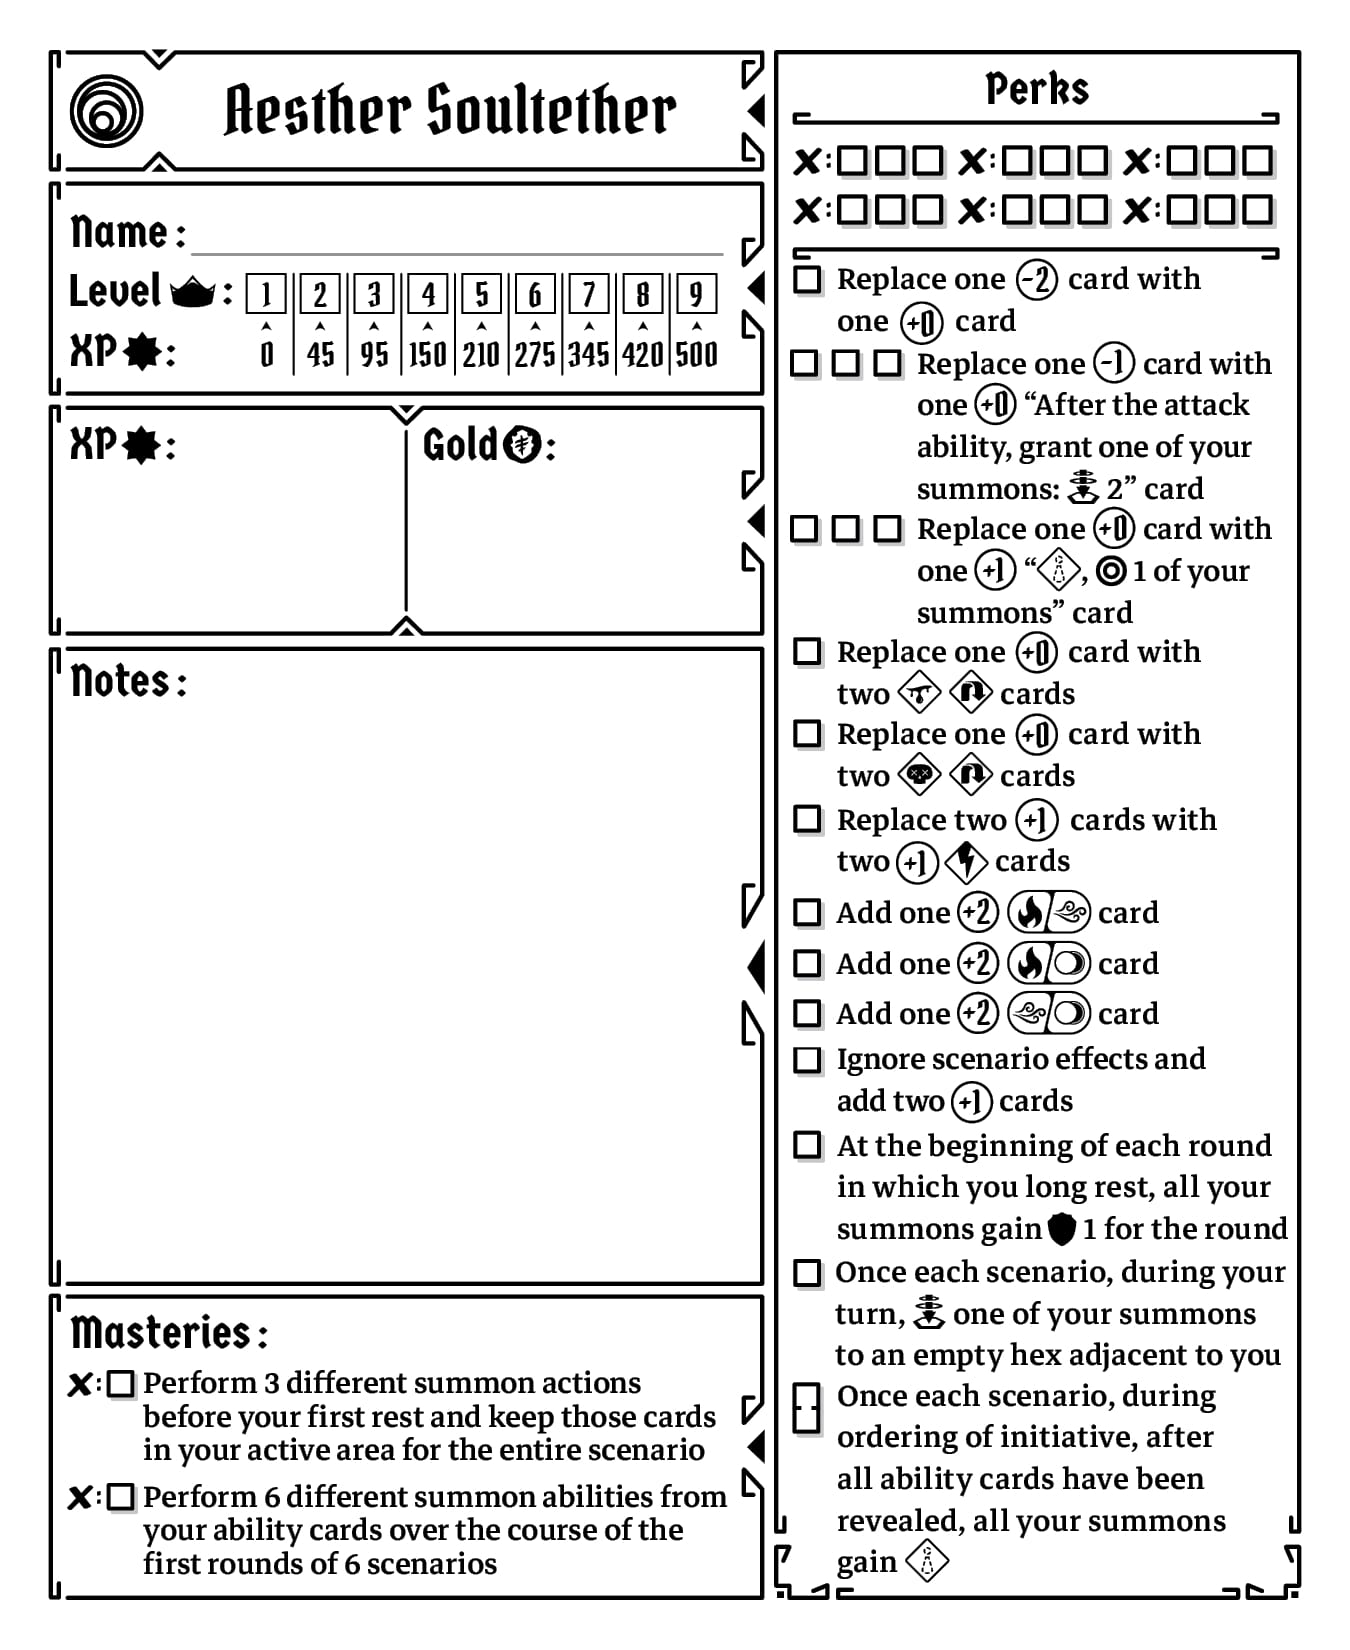 Aesther Soultether
Name:
Level :
1 2 3 4 5 6 7 8 9
XP :
0 45 95 150 210 275 345 420 500
XP :
Gold :
Notes:
Masteries:
Perform 3 different summon actions
before your first rest and keep those cards
in your active area for the entire scenario
Perform 6 different summon abilities from
your ability cards over the course of the
first rounds of 6 scenarios
Perks
Replace one -2 card with
one +0 card
Replace one -1 card with
one +0 “After the attack
ability, grant one of your
summons: 2” card
Replace one +0 card with
one +1 “ , 1 of your
summons” card
Replace one +0 card with
two cards
Replace one +0 card with
two cards
Replace two +1 cards with
two +1 cards
Add one +2 card
Add one +2 card
Add one +2 card
Ignore scenario effects and
add two +1 cards
At the beginning of each round
in which you long rest, all your
summons gain 1 for the round
Once each scenario, during your
turn, one of your summons
to an empty hex adjacent to you
Once each scenario, during
ordering of initiative, after
all ability cards have been
revealed, all your summons
gain